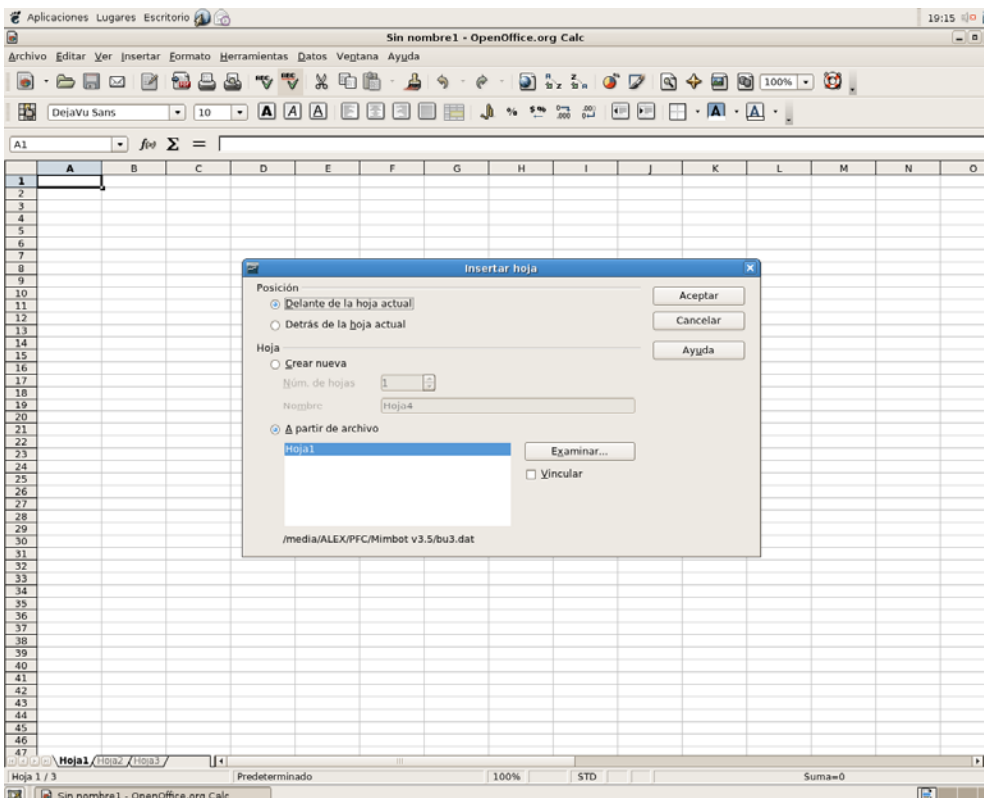 Aplicaciones Lugares Escritorio 19:15
Sin nombre1 - OpenOffice.org Calc
Archivo Editar Ver Insertar Formato Herramientas Datos Ventana Ayuda
100%
DejaVu Sans 10
A1 f(x) Σ =
A B C D E F G H I J K L M N O
1
2
3
4
5
6
7
8
9
10
11
12
13
14
15
16
17
18
19
20
21
22
23
24
25
26
27
28
29
30
31
32
33
34
35
36
37
38
39
40
41
42
43
44
45
46
47
Insertar hoja
Posición
Delante de la hoja actual
Detrás de la hoja actual
Aceptar
Cancelar
Ayuda
Hoja
Crear nueva
Núm. de hojas 1
Nombre Hoja4
A partir de archivo
Hoja1
Examinar...
Vincular
/media/ALEX/PFC/Mimbot v3.5/bu3.dat
Hoja1 Hoja2 Hoja3
Hoja 1 / 3 Predeterminado 100% STD Suma=0
Sin nombre1 - OpenOffice.org Calc